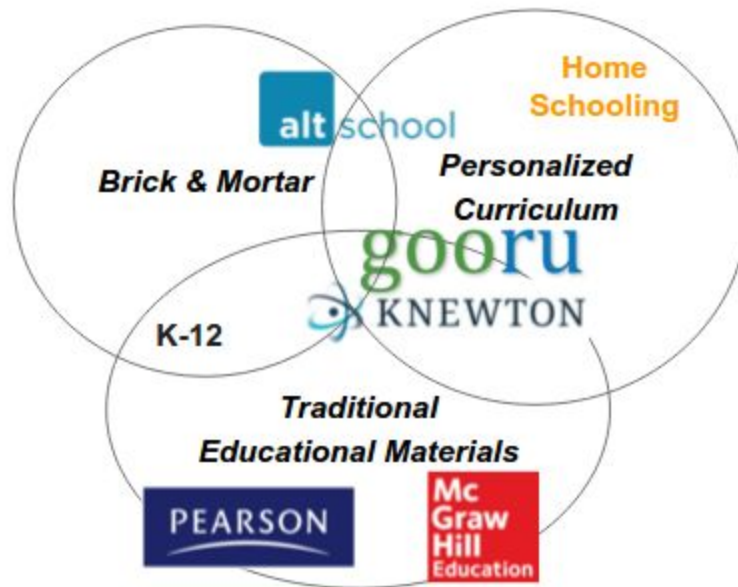 Home
Schooling
alt school
Brick & Mortar
Personalized
Curriculum
gooru
KNEWTON
K-12
Traditional
Educational Materials
PEARSON
Mc
Graw
Hill
Education